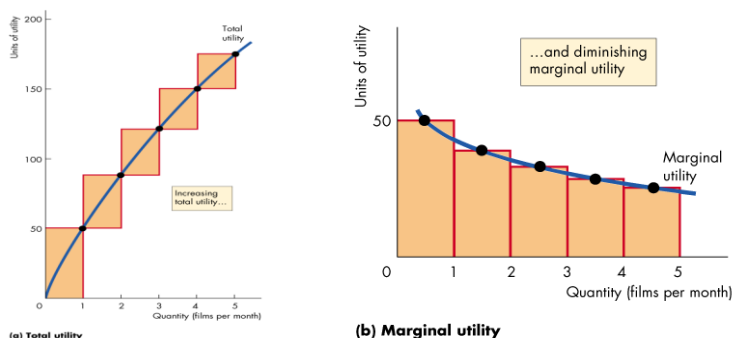 200
Total
utility
Units of utility
150
100
Increasing
total utility...
50
0
1
2
3
4
5
Quantity (films per month)
(a) Total utility
...and diminishing
marginal utility
Units of utility
50
Marginal
utility
0
1
2
3
4
5
Quantity (films per month)
(b) Marginal utility